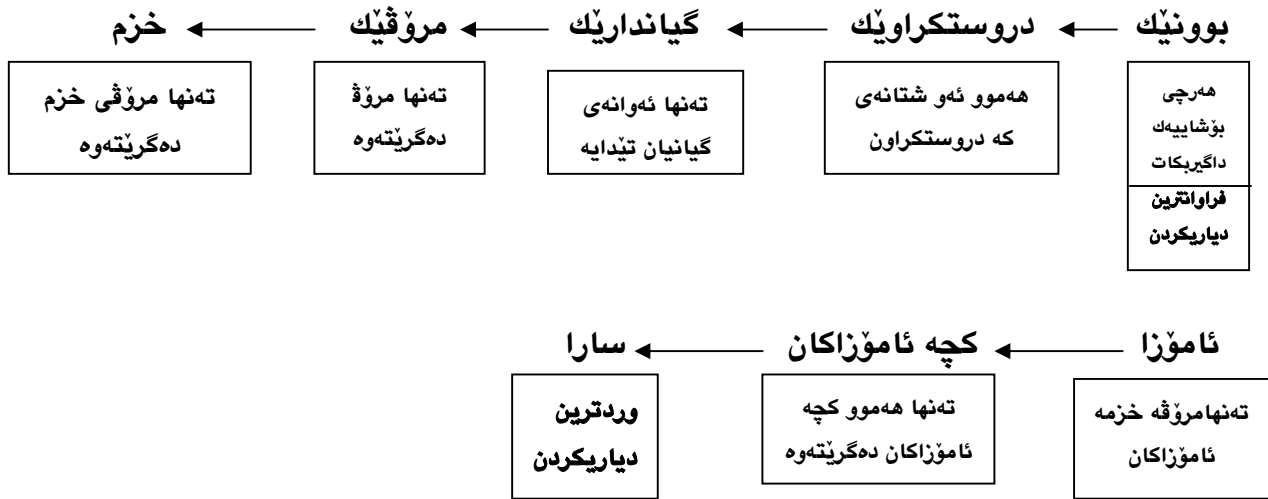 بوونێك ← دروستكراوێك ← گیاندارێك ← مرۆڤێك ← خزم
هەرچی
بۆشاییەك
داگیربكات
فراوانترین
دیاریكردن
هەموو ئەو شتانەی
كە دروستكراون
تەنها ئەوانەی
گیانیان تێدایە
تەنها مرۆڤ
دەگرێتەوە
تەنها مرۆڤی خزم
دەگرێتەوە
ئامۆزا ← كچە ئامۆزاكان ← سارا
تەنهامرۆڤە خزمە
ئامۆزاكان
تەنها هەموو كچە
ئامۆزاكان دەگرێتەوە
وردترین
دیاریكردن